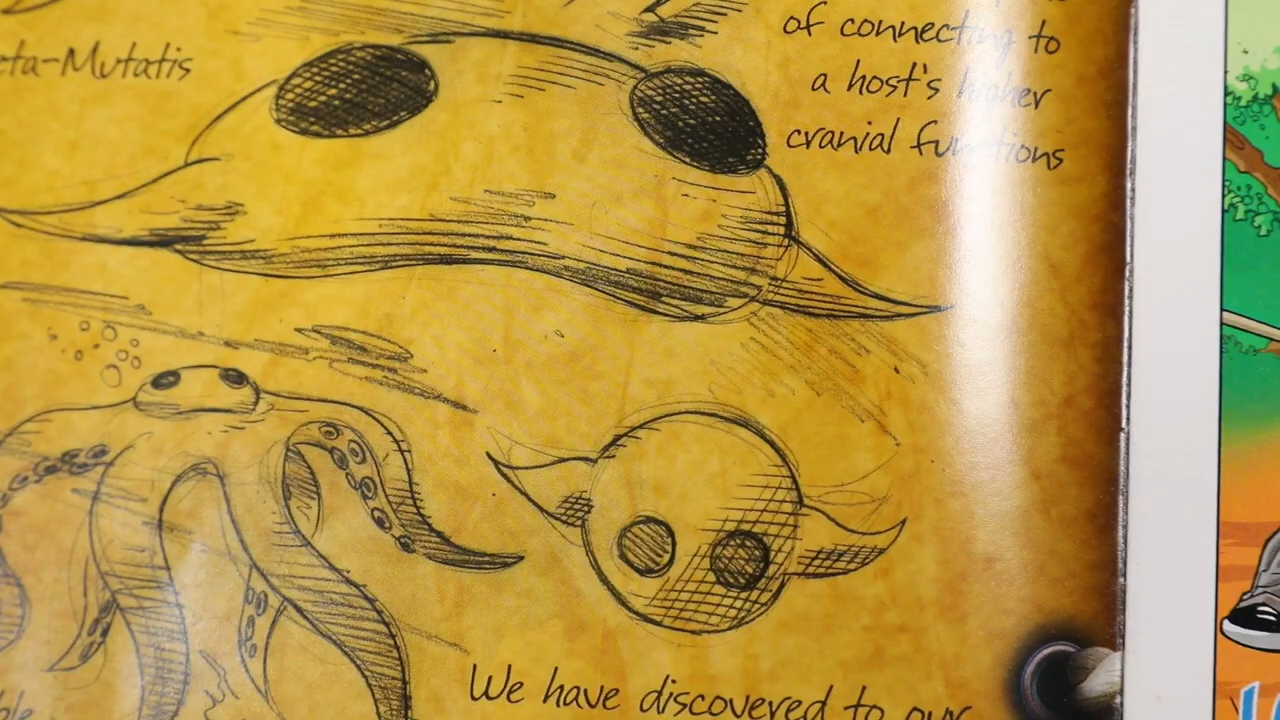 of connecting to
a host's higher
cranial functions
eta-Mutatis
We have discovered to our